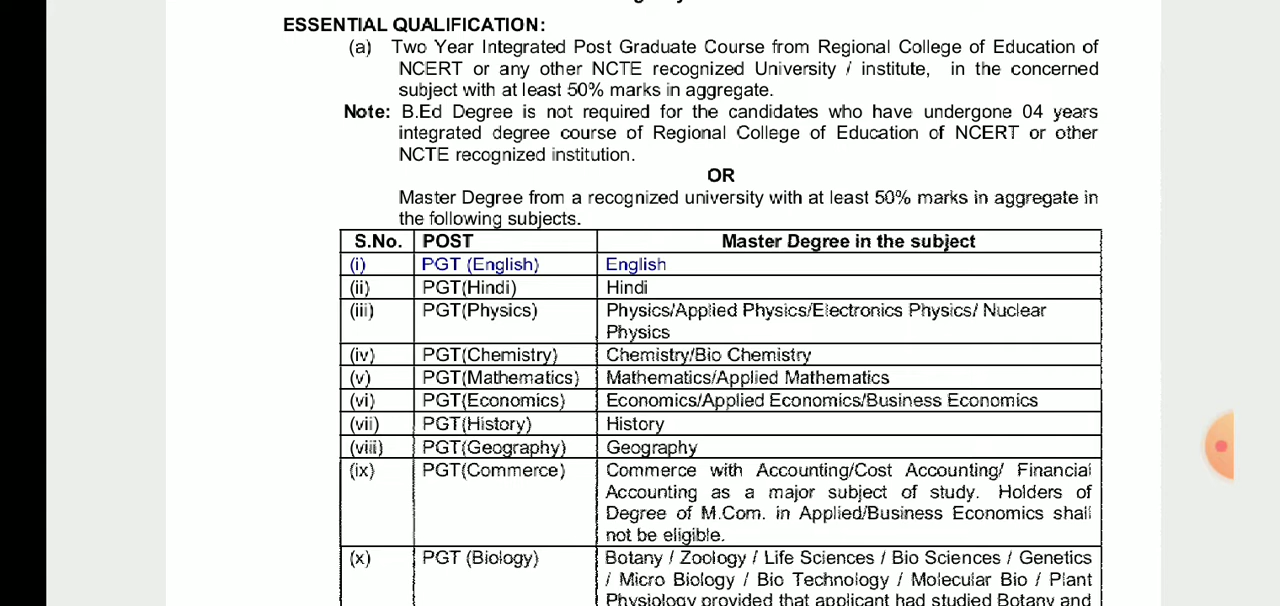 ESSENTIAL QUALIFICATION:
(a) Two Year Integrated Post Graduate Course from Regional College of Education of
NCERT or any other NCTE recognized University / institute, in the concerned
subject with at least 50% marks in aggregate.
Note: B.Ed Degree is not required for the candidates who have undergone 04 years
integrated degree course of Regional College of Education of NCERT or other
NCTE recognized institution.
OR
Master Degree from a recognized university with at least 50% marks in aggregate in
the following subjects.
S.No. POST Master Degree in the subject
(i) PGT (English) English
(ii) PGT(Hindi) Hindi
(iii) PGT(Physics) Physics/Applied Physics/Electronics Physics/ Nuclear
Physics
(iv) PGT(Chemistry) Chemistry/Bio Chemistry
(v) PGT(Mathematics) Mathematics/Applied Mathematics
(vi) PGT(Economics) Economics/Applied Economics/Business Economics
(vii) PGT(History) History
(viii) PGT(Geography) Geography
(ix) PGT(Commerce) Commerce with Accounting/Cost Accounting/ Financial
Accounting as a major subject of study. Holders of
Degree of M.Com. in Applied/Business Economics shall
not be eligible.
(x) PGT (Biology) Botany / Zoology / Life Sciences / Bio Sciences / Genetics
/ Micro Biology / Bio Technology / Molecular Bio / Plant
Physiology provided that applicant had studied Botany and